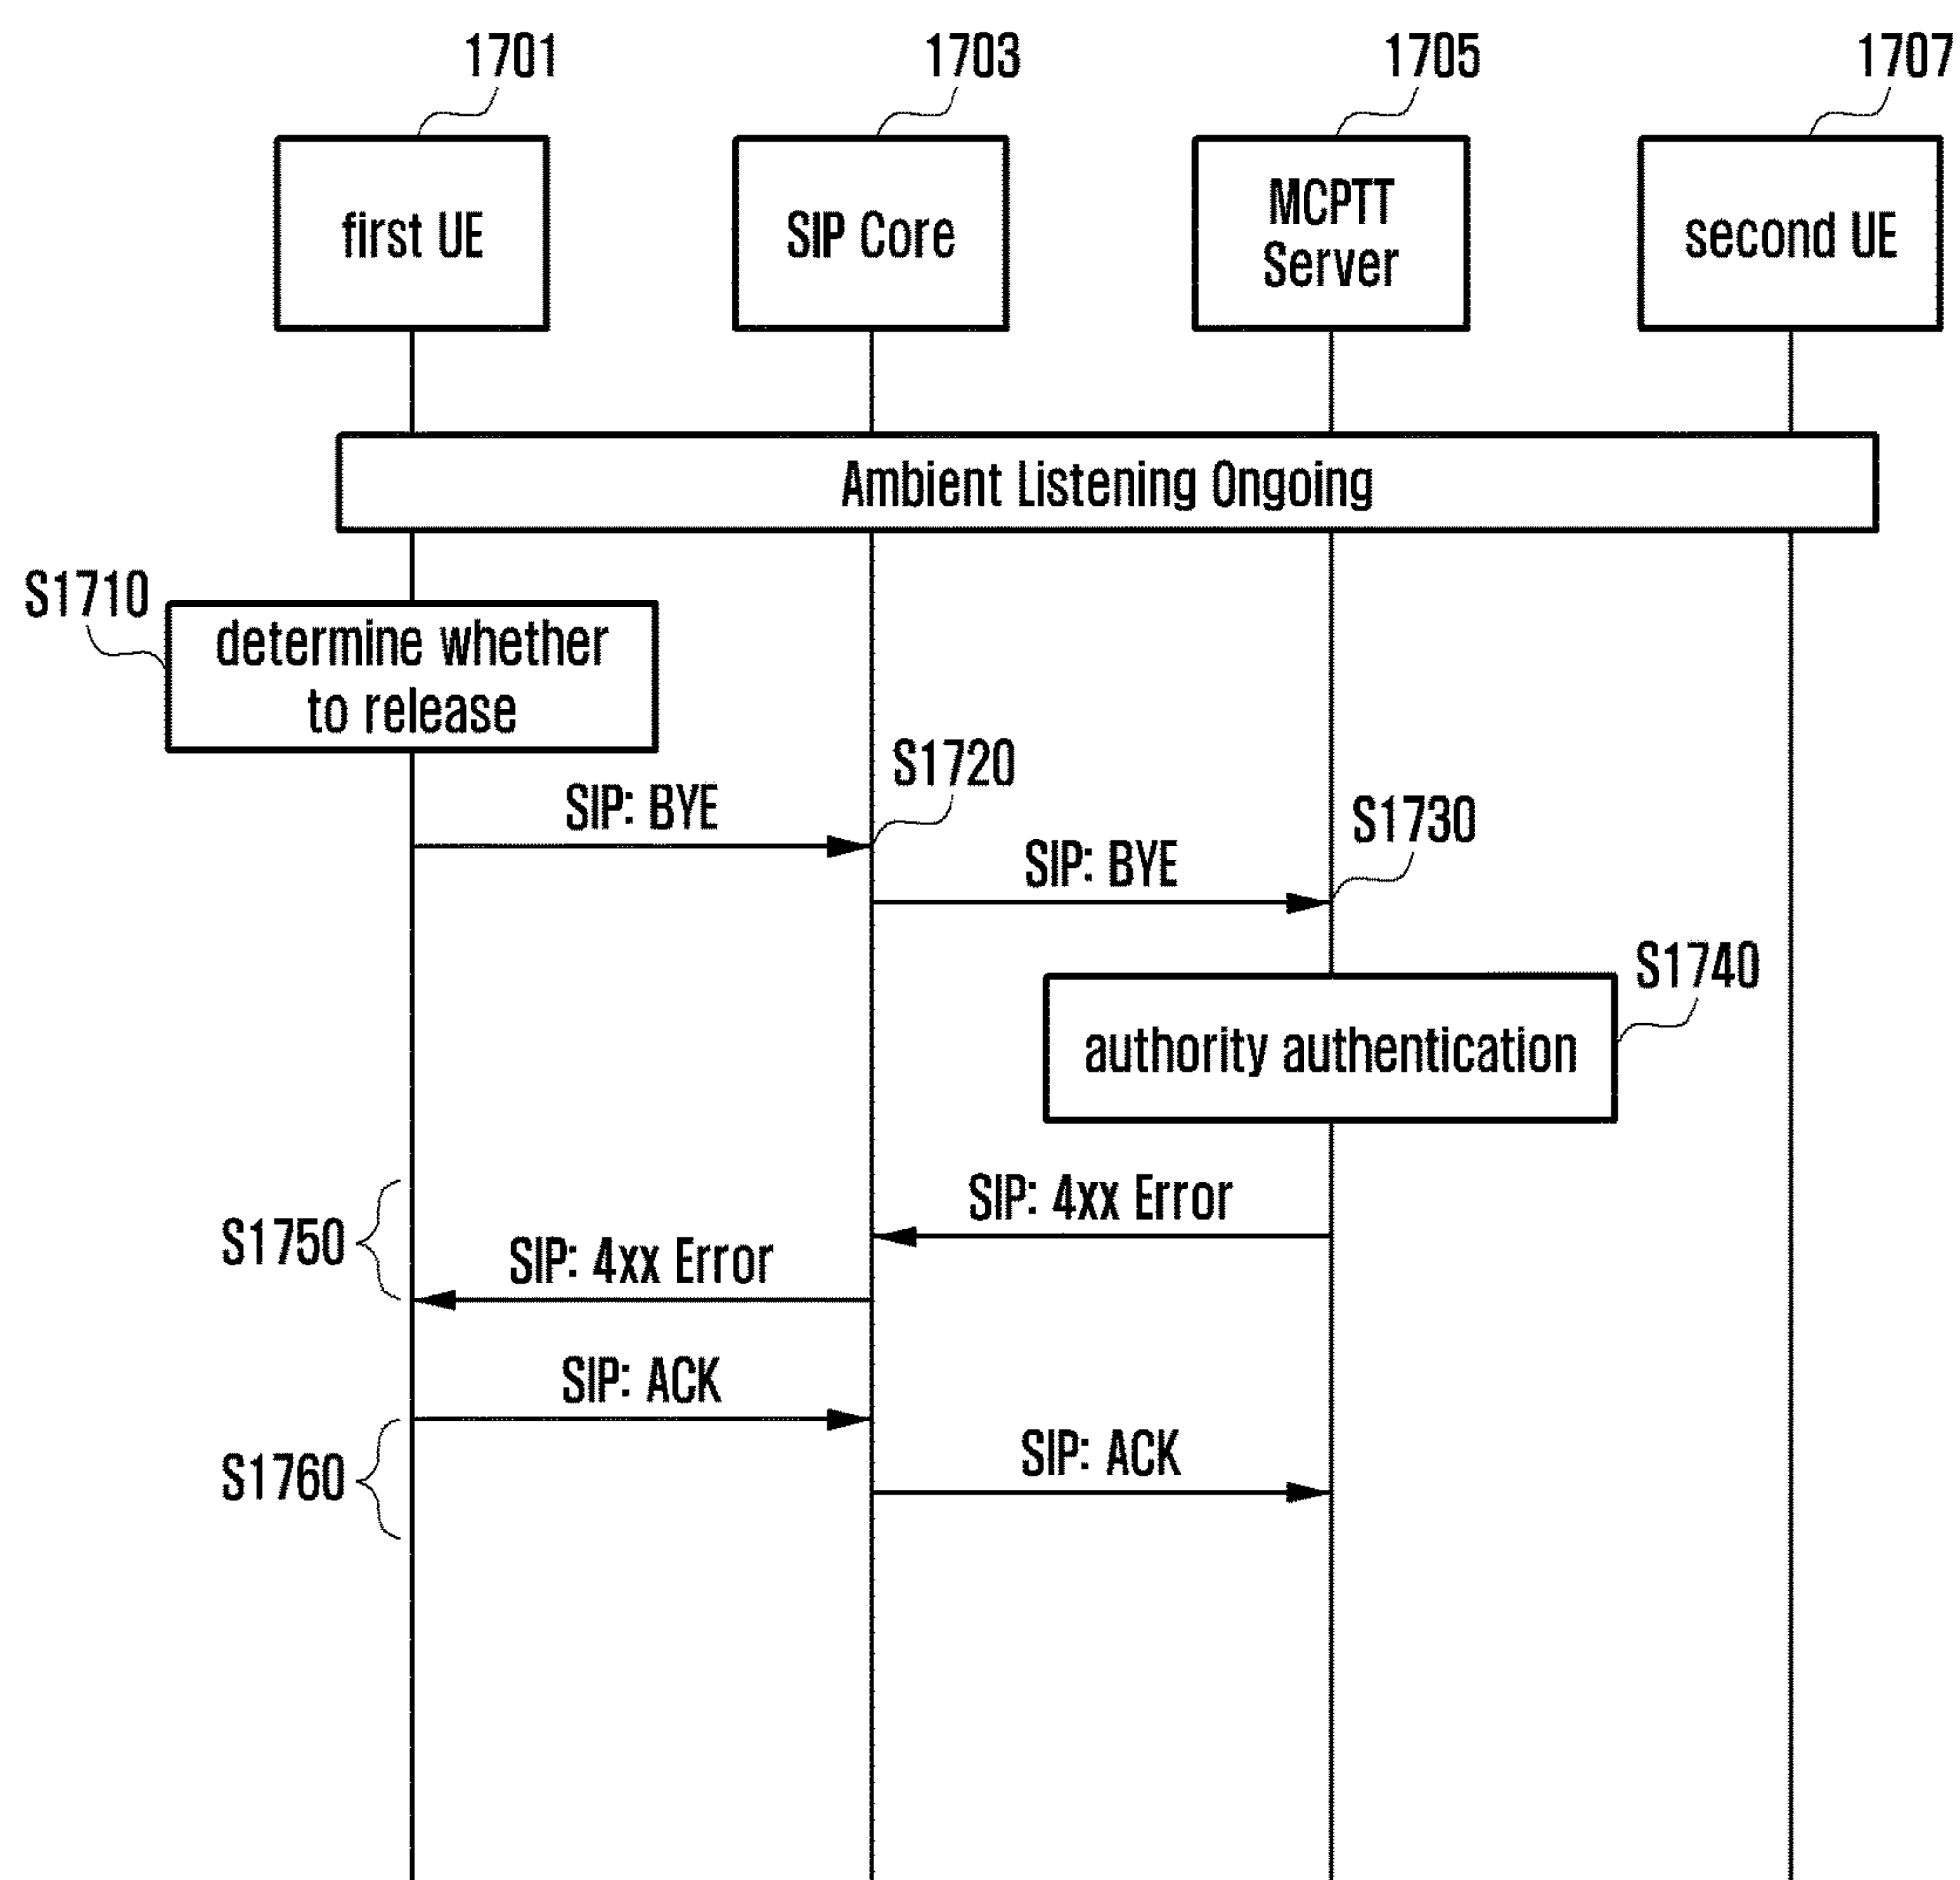 1701
1703
1705
1707
first UE
SIP Core
MCPTT
Server
second UE
Ambient Listening Ongoing
S1710
determine whether
to release
S1720
SIP: BYE
S1730
SIP: BYE
S1740
authority authentication
SIP: 4xx Error
S1750
SIP: 4xx Error
SIP: ACK
SIP: ACK
S1760